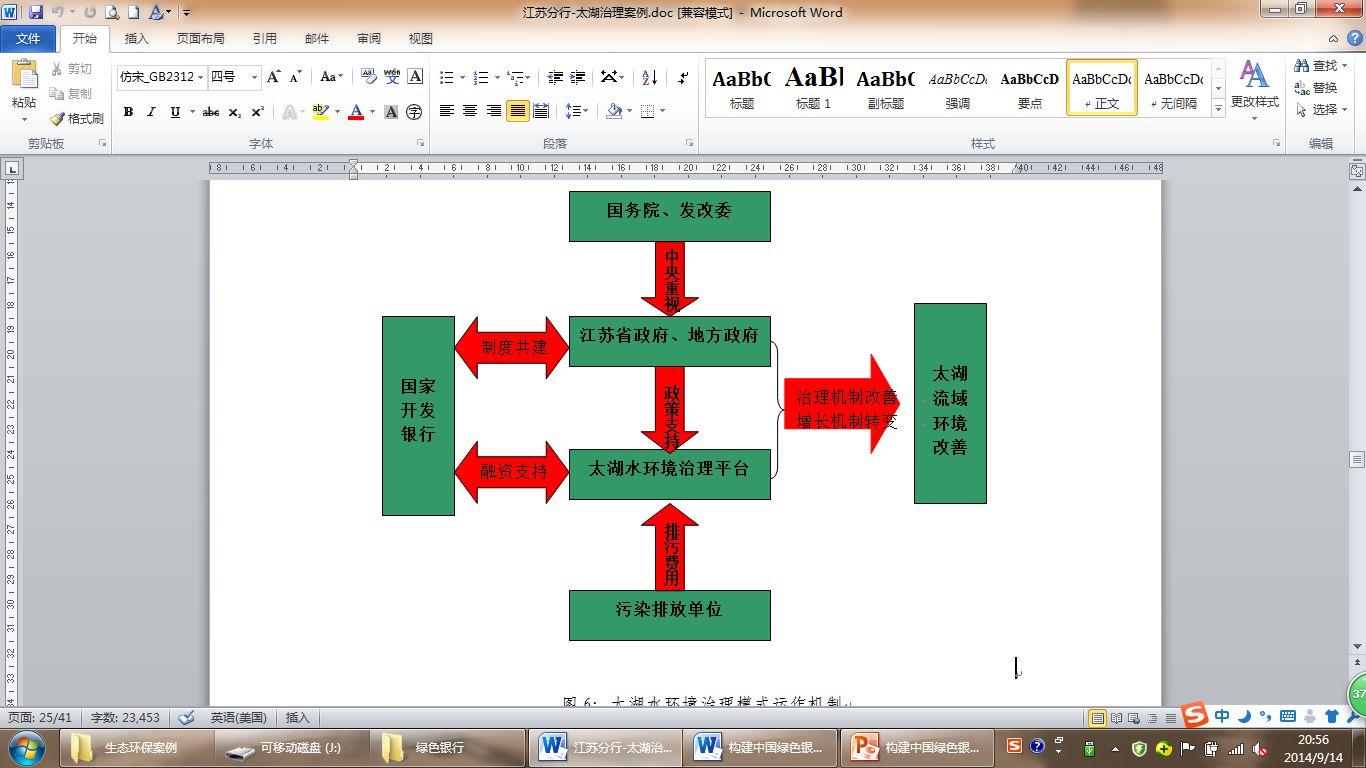 江苏分行-太湖治理案例.doc [兼容模式] - Microsoft Word
文件 开始 插入 页面布局 引用 邮件 审阅 视图
粘贴
剪切
复制
格式刷
剪贴板
仿宋_GB2312 四号
字体
段落
AaBbC 标题
AaBl 标题 1
AaBbC 副标题
AaBbCcD 强调
AaBbCcD 要点
AaBbCcDc 正文
AaBbCcDc 无间隔
样式
更改样式
查找
替换
选择
编辑
国务院、发改委
中央重视
江苏省政府、地方政府
制度共建
国家
开发
银行
政策支持
融资支持
太湖水环境治理平台
治理机制改善
增长机制转变
太湖
流域
环境
改善
排污费用
污染排放单位
图 6: 太湖水环境治理模式运作机制
页面: 25/41 字数: 23,453 英语(美国) 插入
中
37
生态环保案例
可移动磁盘 (J:)
绿色银行
江苏分行-太湖治...
构建中国绿色银...
构建中国绿色银...
20:56
2014/9/14